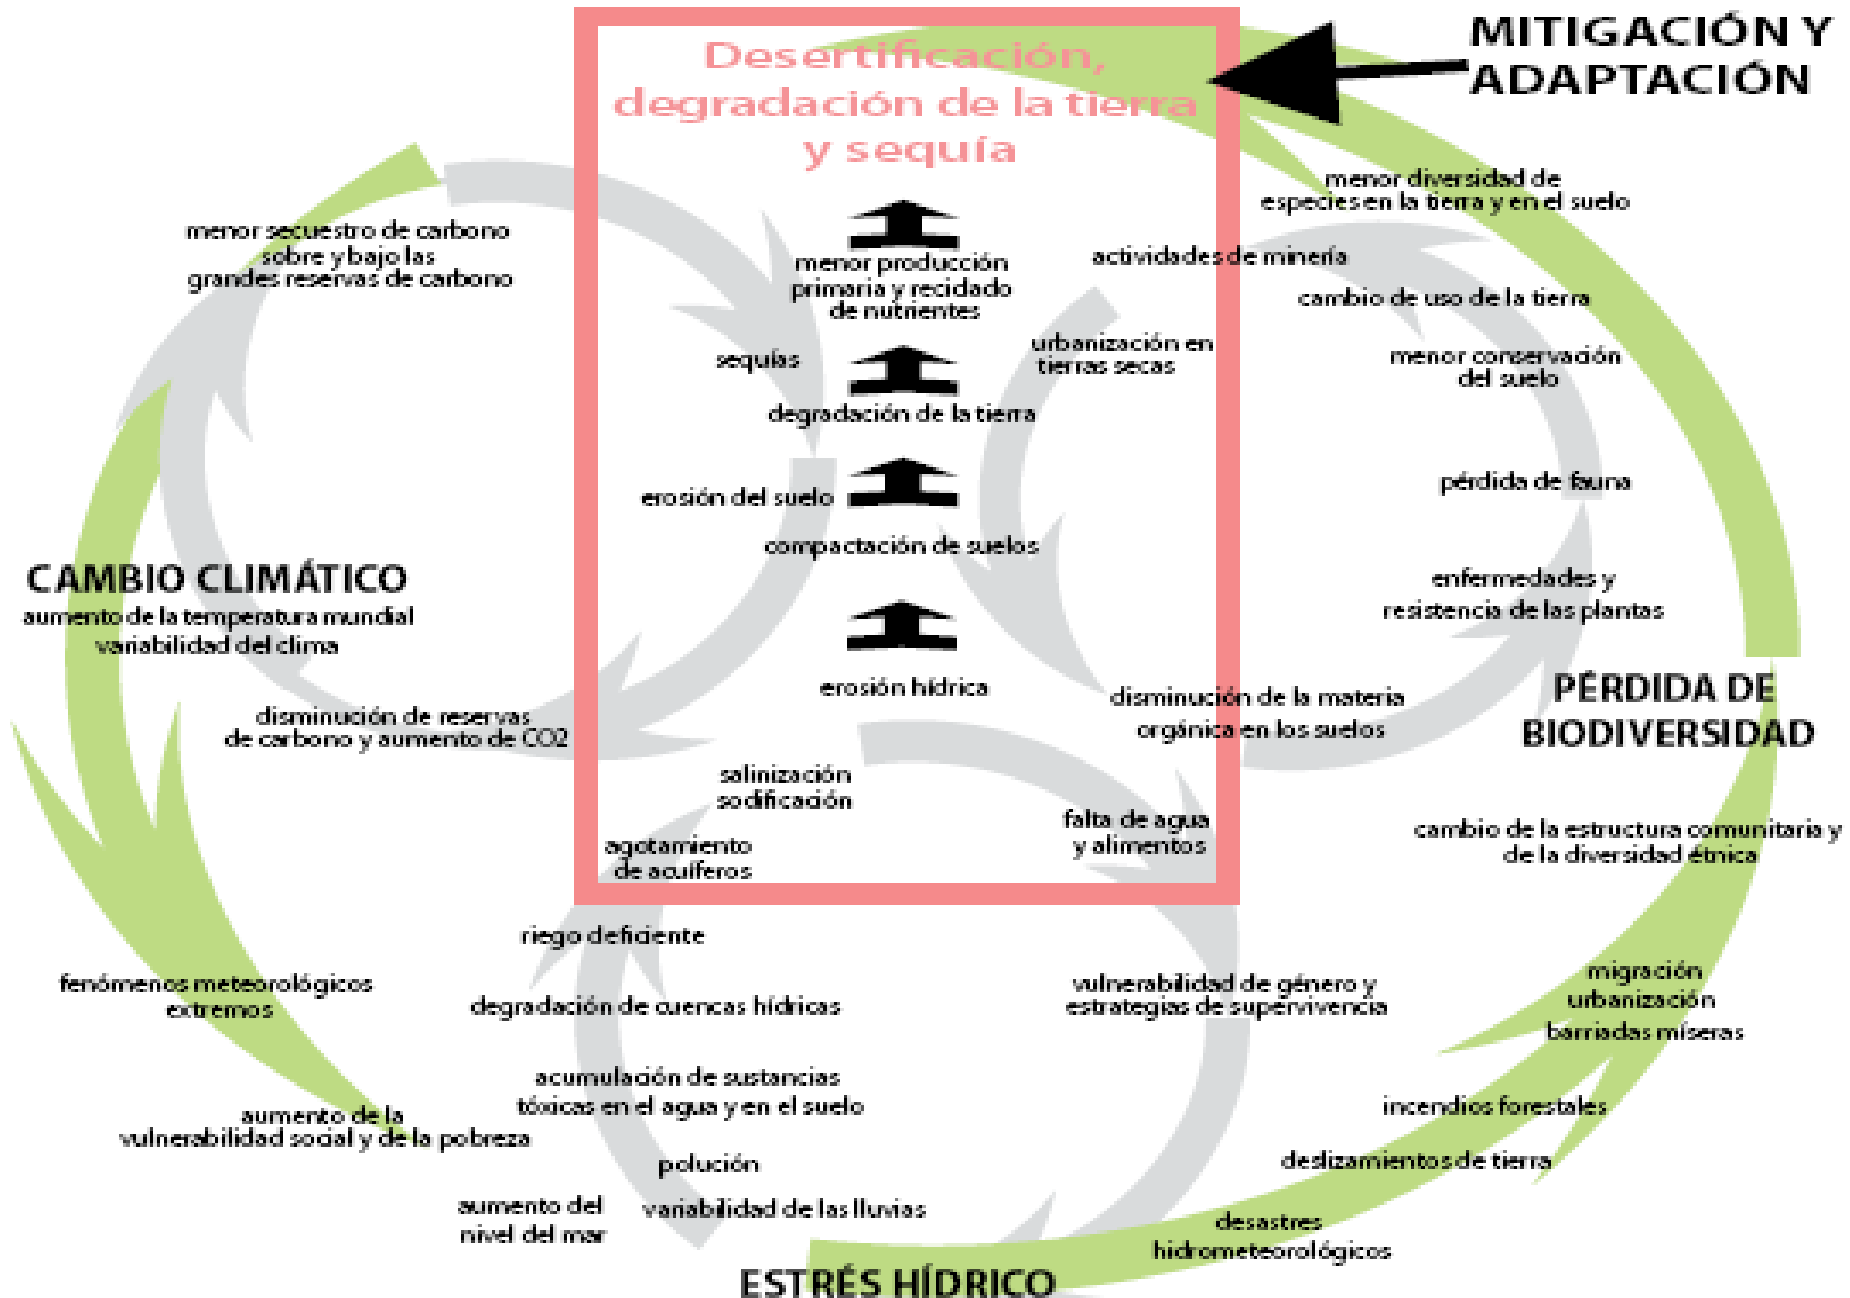 MITIGACIÓN Y
ADAPTACIÓN
Desertificación,
degradación de la tierra
y sequía
menor diversidad de
especies en la tierra y en el suelo
menor secuestro de carbono
sobre y bajo las
grandes reservas de carbono
menor producción
primaria y recidado
de nutrientes
actividades de minería
cambio de uso de la tierra
sequías
urbanización en
tierras secas
menor conservación
del suelo
degradación de la tierra
erosión del suelo
pérdida de fauna
compactación de suelos
CAMBIO CLIMÁTICO
aumento de la temperatura mundial
variabilidad del clima
enfermedades y
resistencia de las plantas
erosión hídrica
disminución de la materia
orgánica en los suelos
PÉRDIDA DE
BIODIVERSIDAD
disminución de reservas
de carbono y aumento de CO2
salinización
sodificación
falta de agua
y alimentos
agotamiento
de acuíferos
cambio de la estructura comunitaria y
de la diversidad étnica
riego deficiente
fenómenos meteorológicos
extremos
degradación de cuencas hídricas
vulnerabilidad de género y
estrategias de supervivencia
migración
urbanización
barriadas míseras
acumulación de sustancias
tóxicas en el agua y en el suelo
aumento de la
vulnerabilidad social y de la pobreza
incendios forestales
polución
deslizamientos de tierra
aumento del
nivel del mar
variabilidad de las lluvias
desastres
hidrometeorológicos
ESTRÉS HÍDRICO